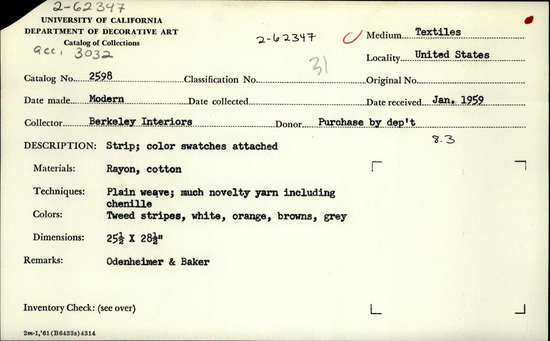 2-62347
UNIVERSITY OF CALIFORNIA
DEPARTMENT OF DECORATIVE ART
Catalog of Collections
acc. 3032
2-62347
31
Medium Textiles
Locality United States
Catalog No. 2598 Classification No. Original No.
Date made Modern Date collected Date received Jan. 1959
Collector Berkeley Interiors Donor Purchase by dep't
8.3
DESCRIPTION: Strip; color swatches attached
Materials: Rayon, cotton
Techniques: Plain weave; much novelty yarn including
chenille
Colors: Tweed stripes, white, orange, browns, grey
Dimensions: 25½ X 28½"
Remarks: Odenheimer & Baker
Inventory Check: (see over)
2m-1,'61(B6433s)4314